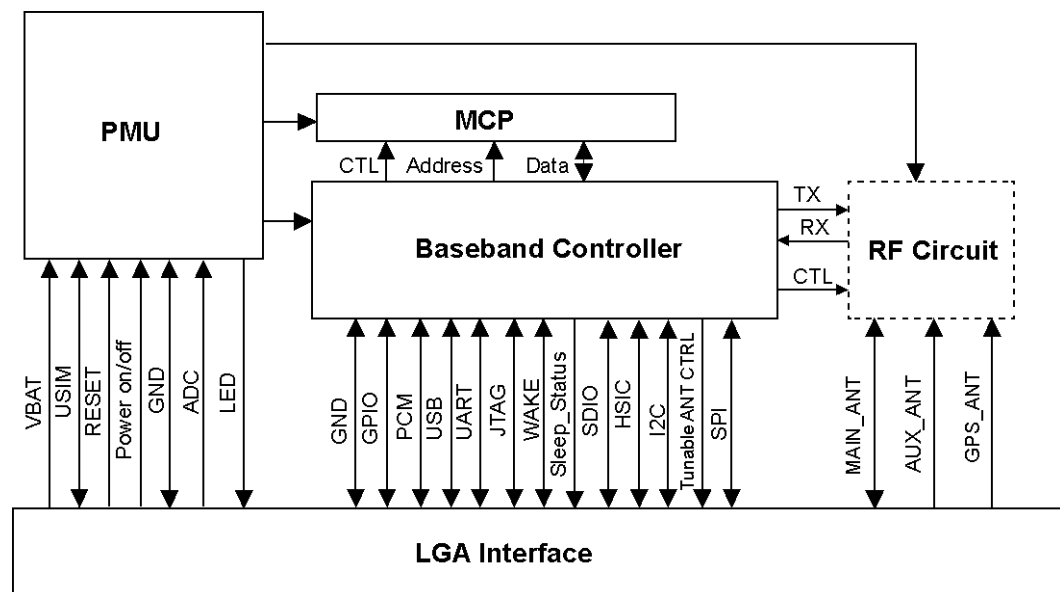 PMU
MCP
CTL
Address
Data
Baseband Controller
TX
RX
CTL
RF Circuit
VBAT
USIM
RESET
Power on/off
GND
ADC
LED
GND
GPIO
PCM
USB
UART
JTAG
WAKE
Sleep_Status
SDIO
HSIC
I2C
Tunable ANT CTRL
SPI
MAIN_ANT
AUX_ANT
GPS_ANT
LGA Interface